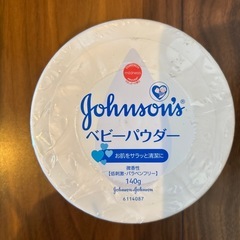 Johnson's
ベビーパウダー
お肌をサラッと清潔に
微香性
【低刺激・パラベンフリー】
140g
Johnson & Johnson
6114087